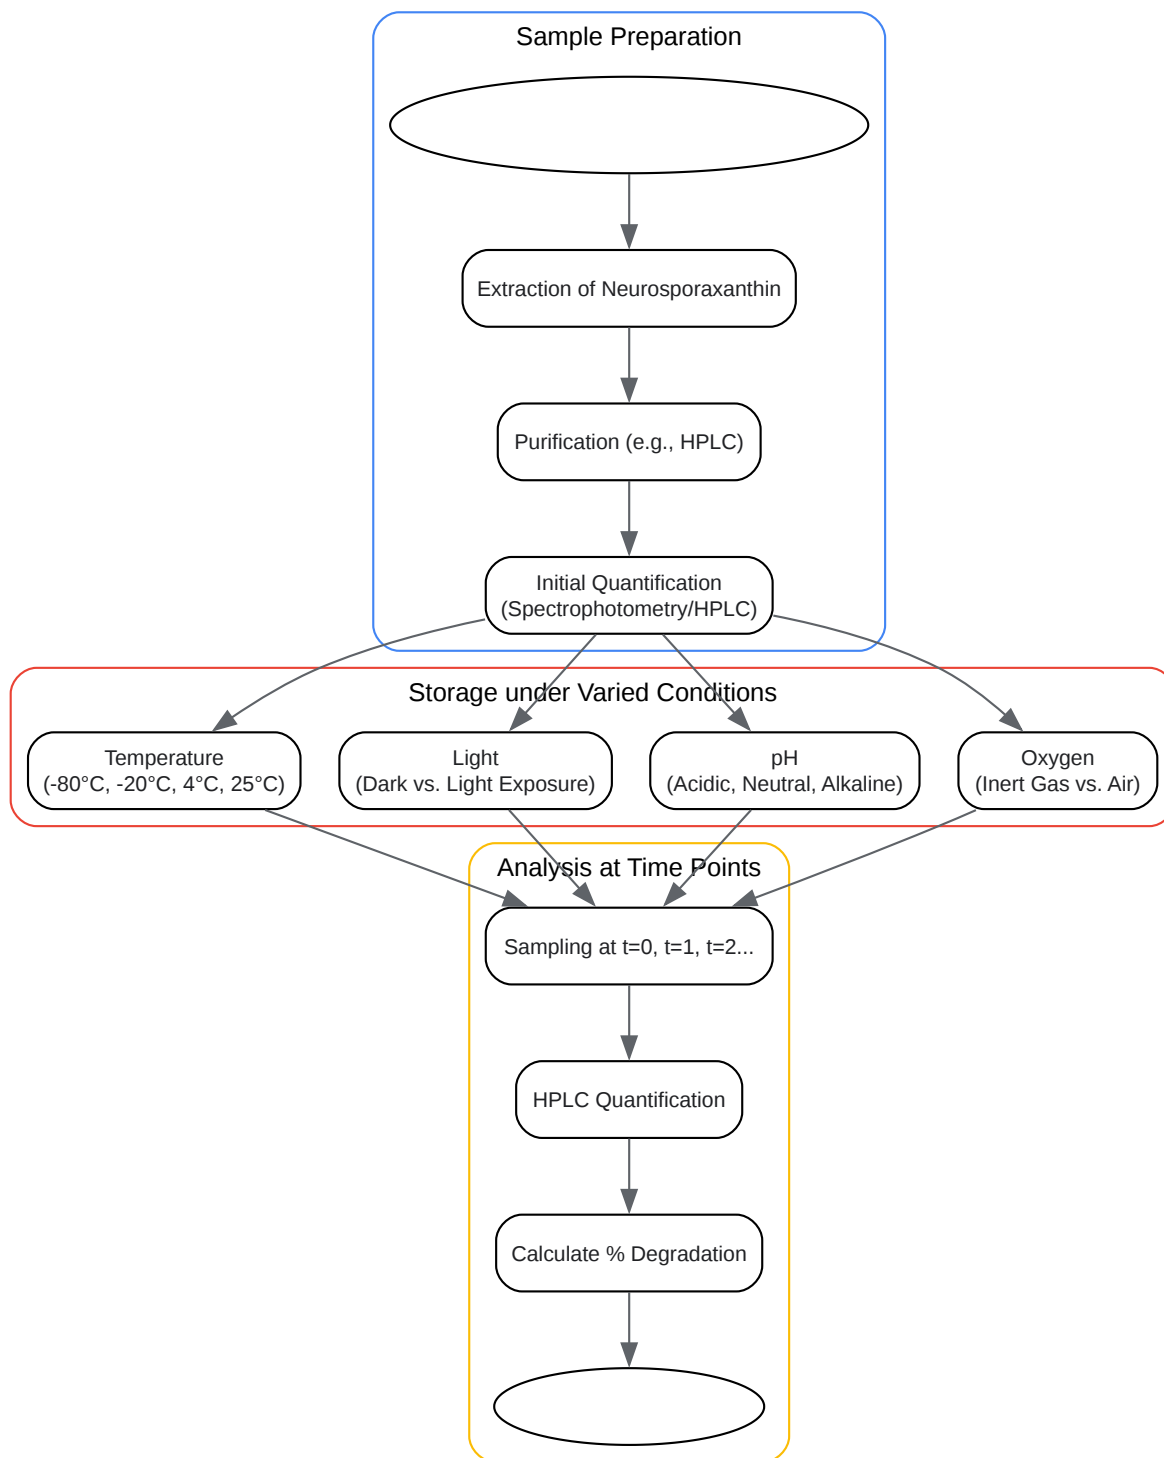 Sample Preparation
Extraction of Neurosporaxanthin
Purification (e.g., HPLC)
Initial Quantification
(Spectrophotometry/HPLC)
Storage under Varied Conditions
Temperature
(-80°C, -20°C, 4°C, 25°C)
Light
(Dark vs. Light Exposure)
pH
(Acidic, Neutral, Alkaline)
Oxygen
(Inert Gas vs. Air)
Analysis at Time Points
Sampling at t=0, t=1, t=2...
HPLC Quantification
Calculate % Degradation